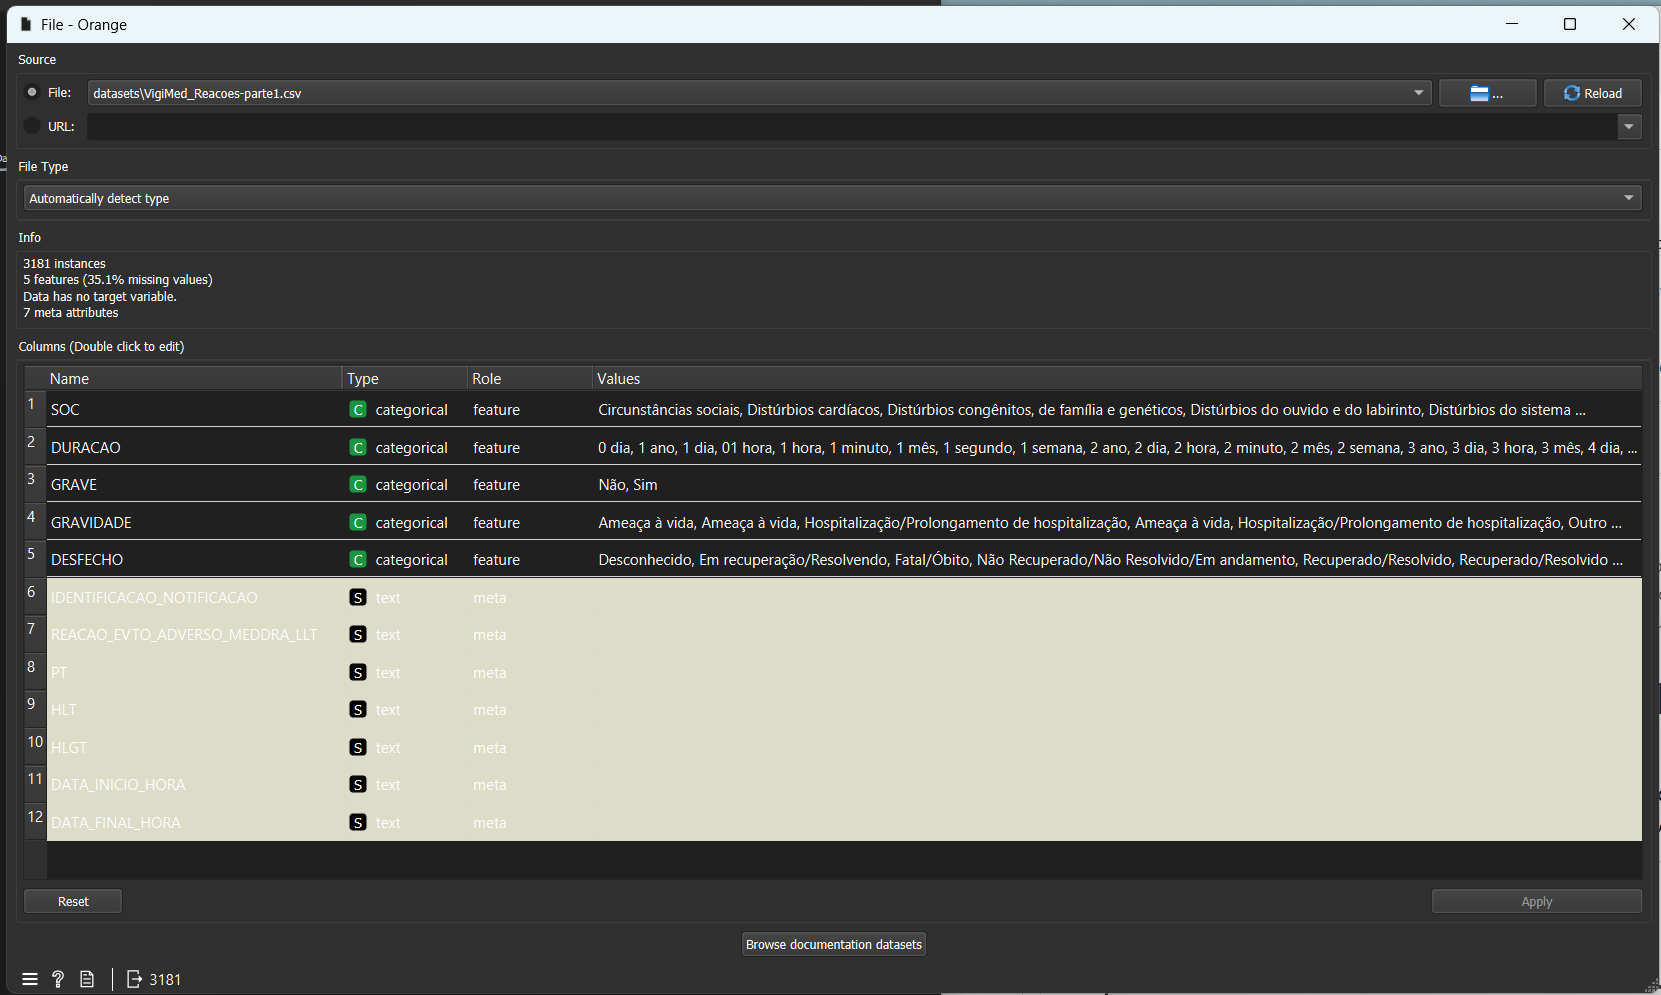 File - Orange
Source
File: datasets\VigiMed_Reacoes-parte1.csv ... Reload
URL:
File Type
Automatically detect type
Info
3181 instances
5 features (35.1% missing values)
Data has no target variable.
7 meta attributes
Columns (Double click to edit)
Name Type Role Values
1 SOC C categorical feature Circunstâncias sociais, Distúrbios cardíacos, Distúrbios congênitos, de família e genéticos, Distúrbios do ouvido e do labirinto, Distúrbios do sistema ...
2 DURACAO C categorical feature 0 dia, 1 ano, 1 dia, 01 hora, 1 hora, 1 minuto, 1 mês, 1 segundo, 1 semana, 2 ano, 2 dia, 2 hora, 2 minuto, 2 mês, 2 semana, 3 ano, 3 dia, 3 hora, 3 mês, 4 dia, ...
3 GRAVE C categorical feature Não, Sim
4 GRAVIDADE C categorical feature Ameaça à vida, Ameaça à vida, Hospitalização/Prolongamento de hospitalização, Ameaça à vida, Hospitalização/Prolongamento de hospitalização, Outro ...
5 DESFECHO C categorical feature Desconhecido, Em recuperação/Resolvendo, Fatal/Óbito, Não Recuperado/Não Resolvido/Em andamento, Recuperado/Resolvido, Recuperado/Resolvido ...
6 IDENTIFICACAO_NOTIFICACAO S text meta
7 REACAO_EVTO_ADVERSO_MEDDRA_LLT S text meta
8 PT S text meta
9 HLT S text meta
10 HLGT S text meta
11 DATA_INICIO_HORA S text meta
12 DATA_FINAL_HORA S text meta
Reset Apply
Browse documentation datasets
? 3181